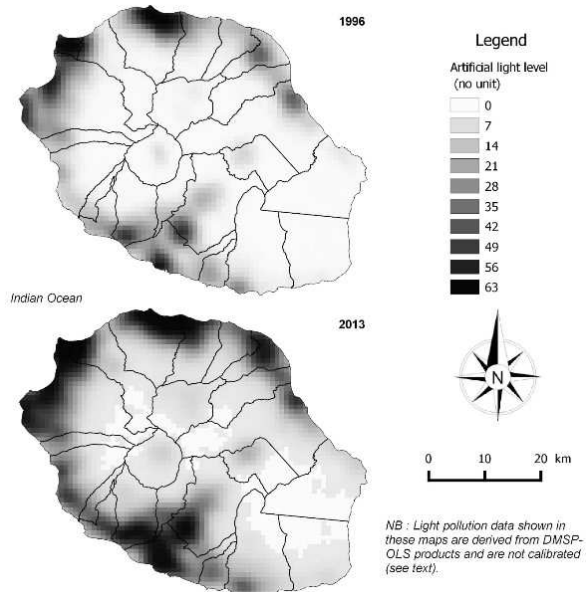 1996
Legend
Artificial light level
(no unit)
0
7
14
21
28
35
42
49
56
63
Indian Ocean
2013
N
0 10 20 km
NB : Light pollution data shown in
these maps are derived from DMSP-
OLS products and are not calibrated
(see text).